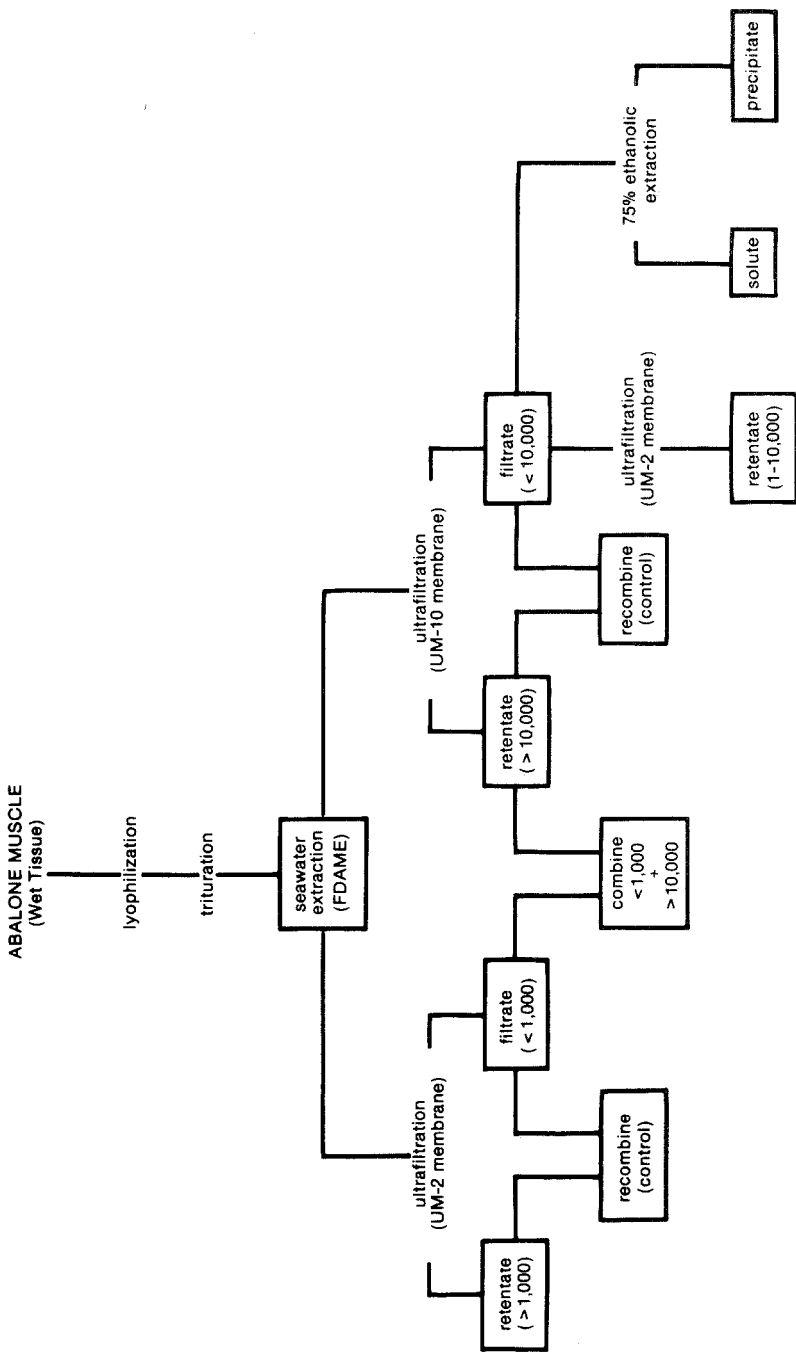 ABALONE MUSCLE
(Wet Tissue)
lyophilization
trituration
seawater
extraction
(FDAME)
ultrafiltration
(UM-2 membrane)
ultrafiltration
(UM-10 membrane)
retentate
(>1,000)
filtrate
(<1,000)
retentate
(>10,000)
filtrate
(<10,000)
recombine
(control)
combine
<1,000
+
>10,000
recombine
(control)
ultrafiltration
(UM-2 membrane)
75% ethanolic
extraction
retentate
(1-10,000)
solute
precipitate